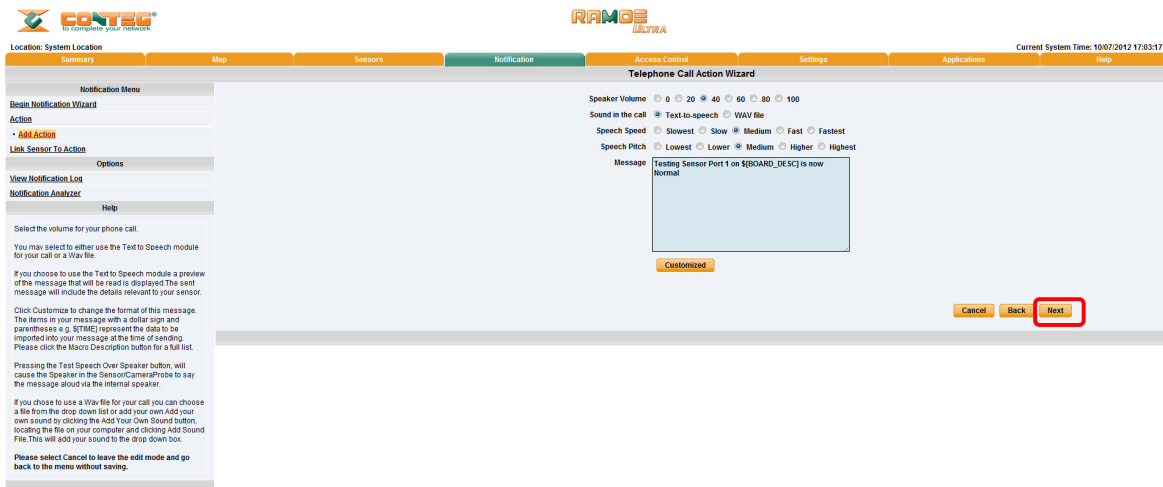 CONTEG®
to complete your network
RAMOS
ULTRA
Location: System Location
Current System Time: 10/07/2012 17:03:17
Summary Map Sensors Notification Access Control Settings Applications Help
Telephone Call Action Wizard
Notification Menu
Begin Notification Wizard
Action
• Add Action
Link Sensor To Action
Options
View Notification Log
Notification Analyzer
Help
Select the volume for your phone call.
You may select to either use the Text to Speech module
for your call or a Wav file.
If you choose to use the Text to Speech module a preview
of the message that will be read is displayed.The sent
message will include the details relevant to your sensor.
Click Customize to change the format of this message.
The items in your message with a dollar sign and
parentheses e.g. $[TIME] represent the data to be
imported into your message at the time of sending.
Please click the Macro Description button for a full list.
Pressing the Test Speech Over Speaker button, will
cause the Speaker in the Sensor/CameraProbe to say
the message aloud via the internal speaker.
If you chose to use a Wav file for your call you can choose
a file from the drop down list or add your own.Add your
own sound by clicking the Add Your Own Sound button,
locating the file on your computer and clicking Add Sound
File.This will add your sound to the drop down box.
Please select Cancel to leave the edit mode and go
back to the menu without saving.
Speaker Volume 0 20 40 60 80 100
Sound in the call Text-to-speech WAV file
Speech Speed Slowest Slow Medium Fast Fastest
Speech Pitch Lowest Lower Medium Higher Highest
Message Testing Sensor Port 1 on $[BOARD_DESC] is now
Normal
Customized
Cancel Back Next